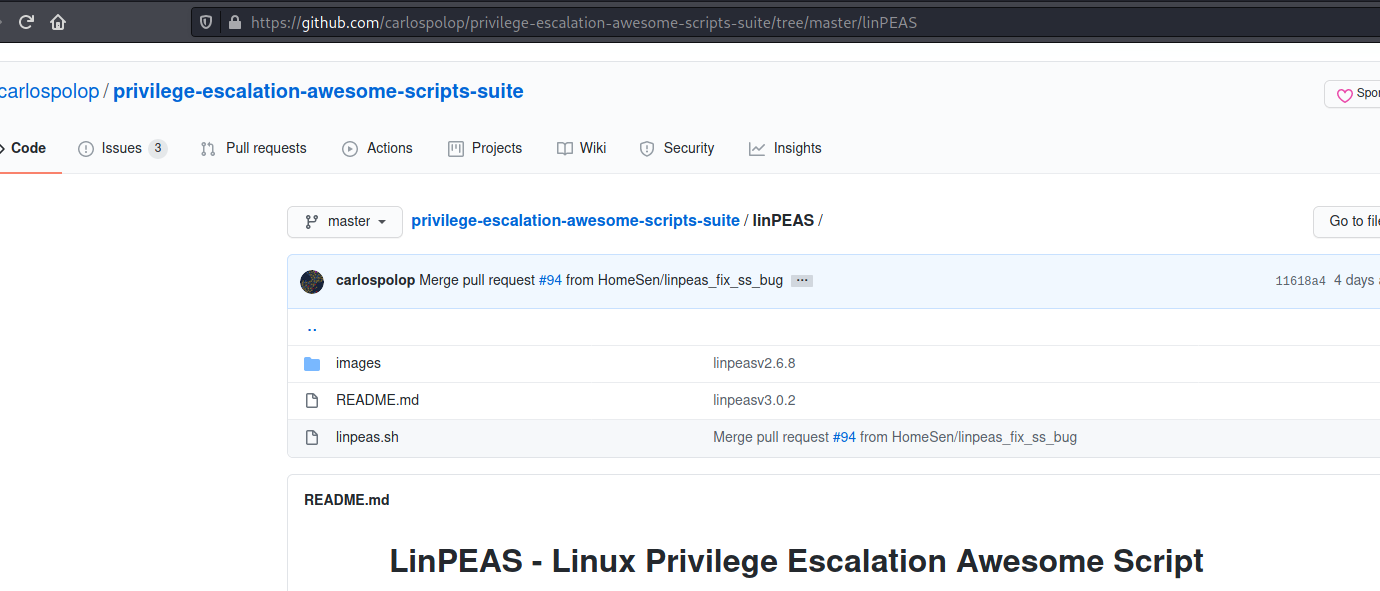 https://github.com/carlospolop/privilege-escalation-awesome-scripts-suite/tree/master/linPEAS
carlospolop / privilege-escalation-awesome-scripts-suite
Code Issues 3 Pull requests Actions Projects Wiki Security Insights
master privilege-escalation-awesome-scripts-suite / linPEAS / Go to
carlospolop Merge pull request #94 from HomeSen/linpeas_fix_ss_bug ... 11618a4 4 days
..
images linpeasv2.6.8
README.md linpeasv3.0.2
linpeas.sh Merge pull request #94 from HomeSen/linpeas_fix_ss_bug
README.md
LinPEAS - Linux Privilege Escalation Awesome Script